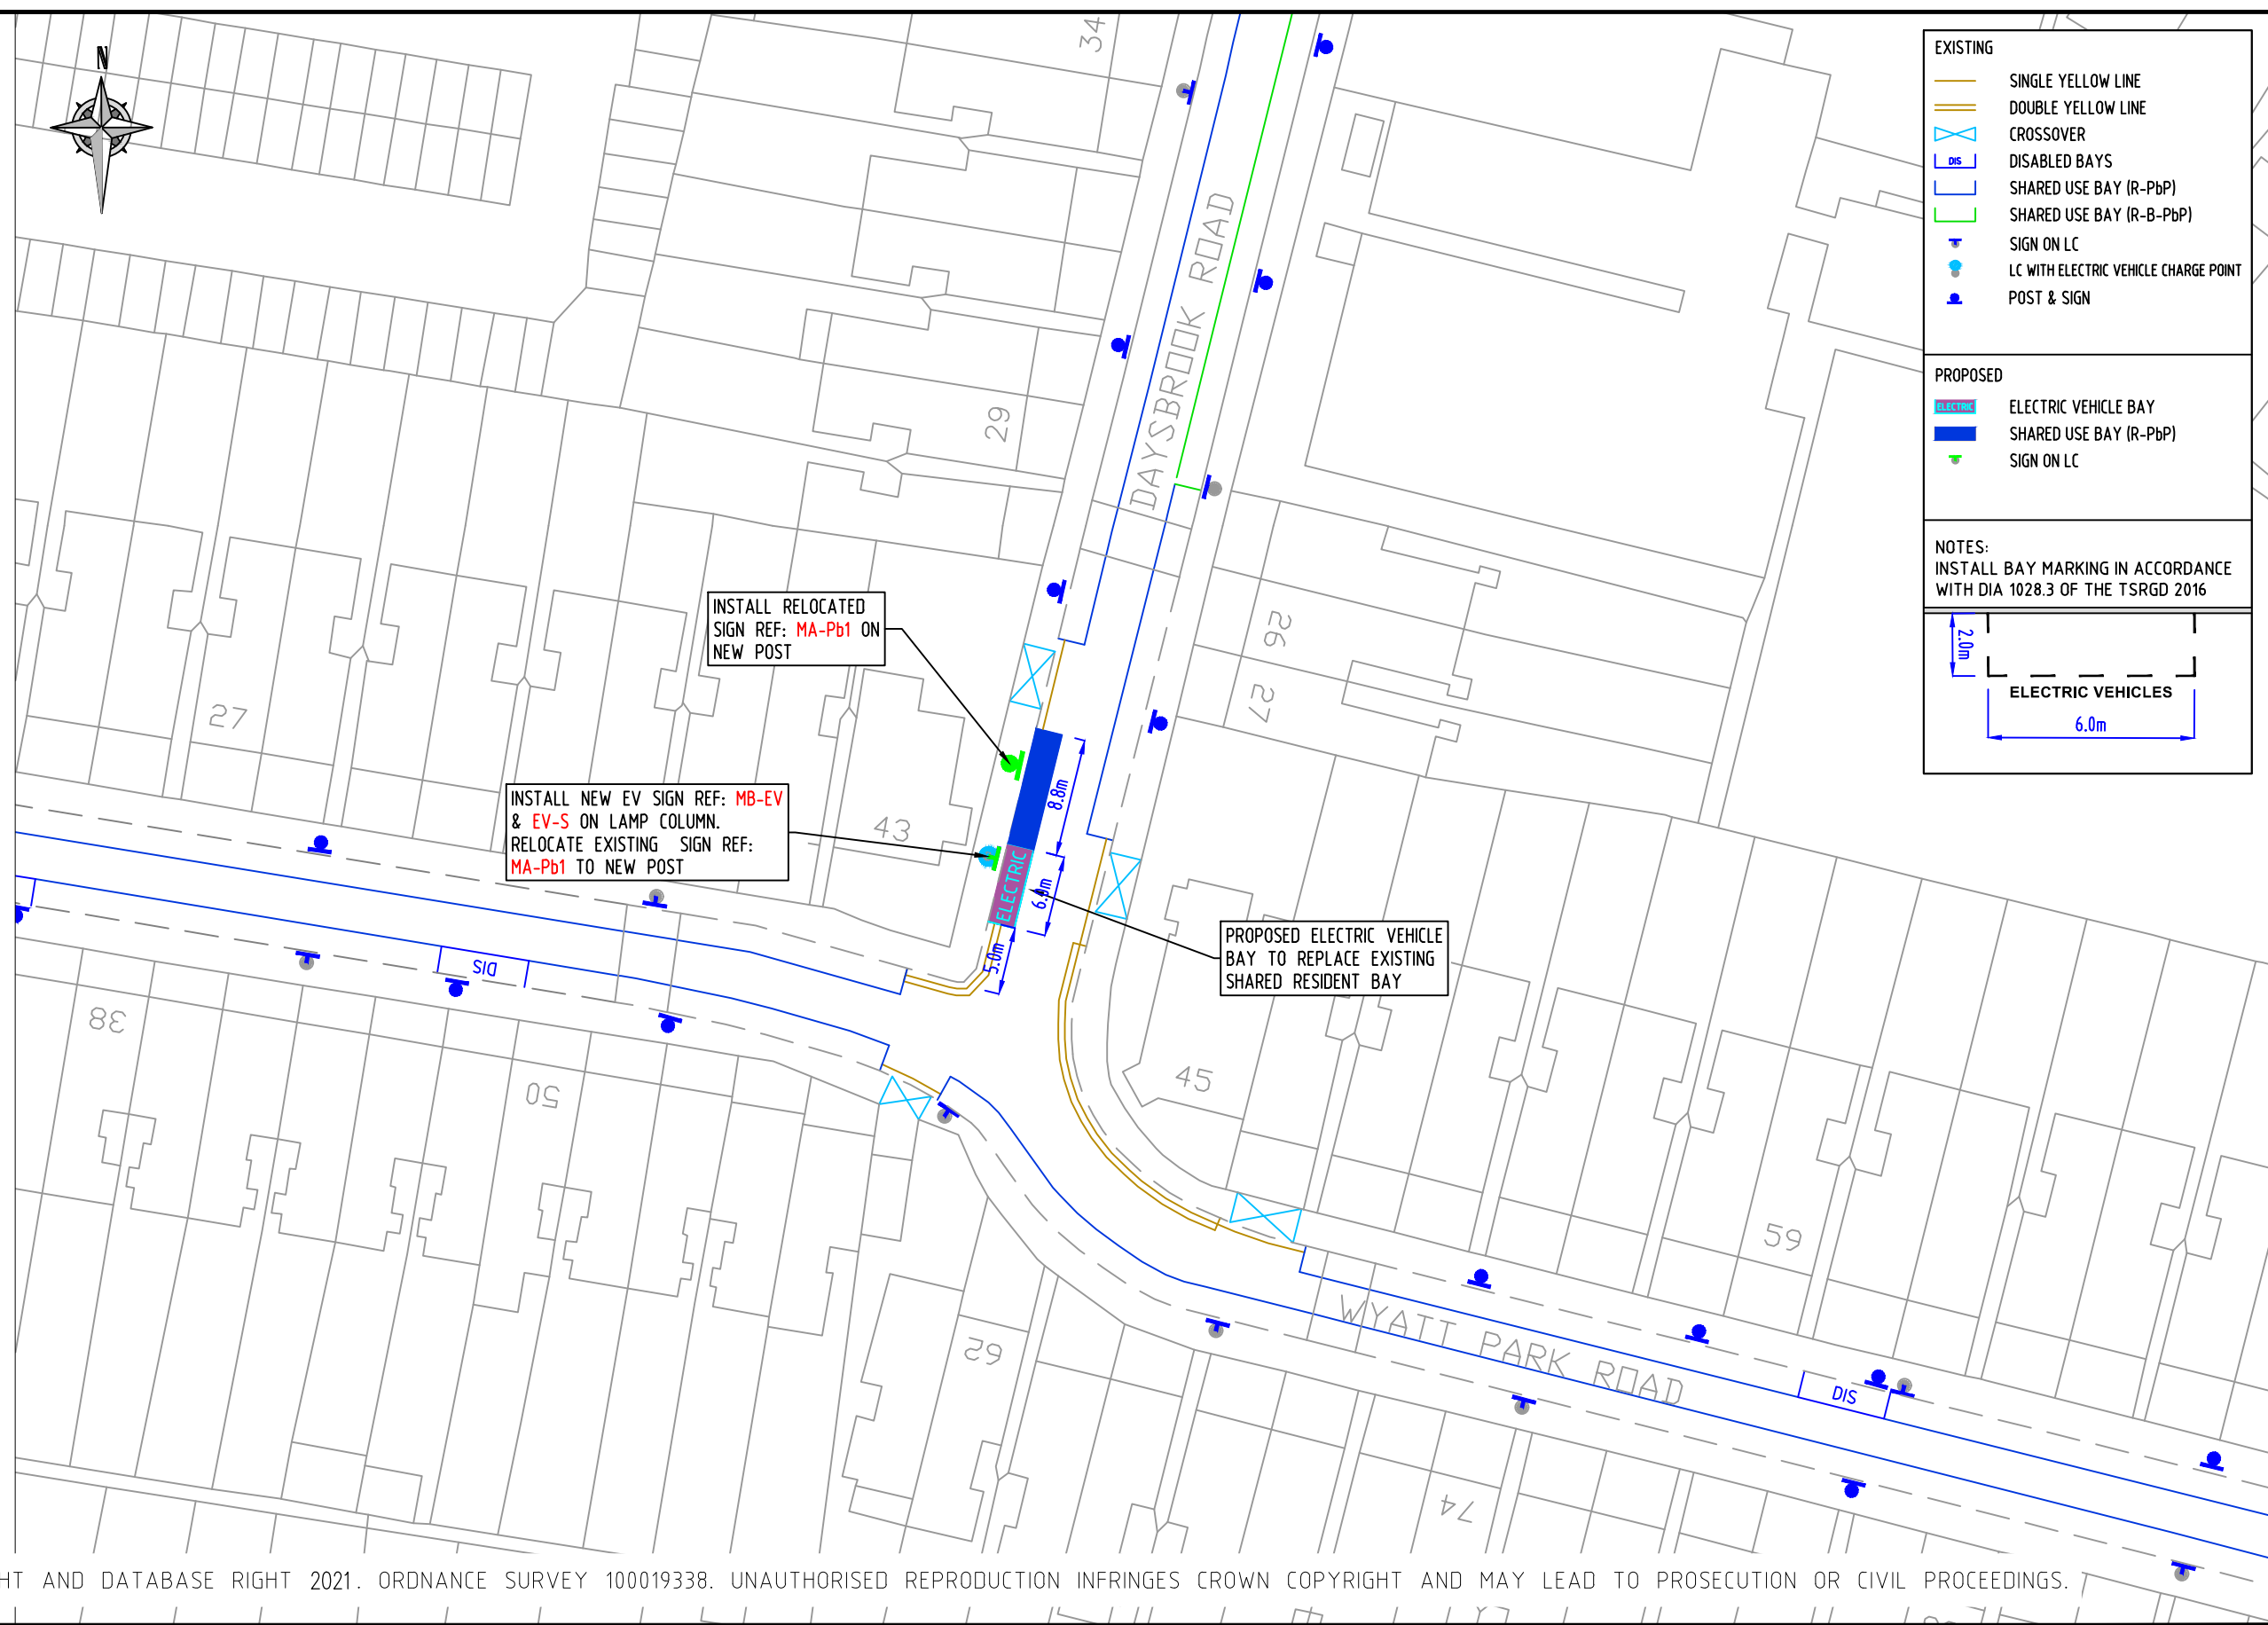 N
34
DAYSBROOK ROAD
29
26
27
INSTALL RELOCATED
SIGN REF: MA-Pb1 ON
NEW POST
27
INSTALL NEW EV SIGN REF: MB-EV
& EV-S ON LAMP COLUMN.
RELOCATE EXISTING SIGN REF:
MA-Pb1 TO NEW POST
43
8.8m
ELECTRIC
6.0m
5.0m
PROPOSED ELECTRIC VEHICLE
BAY TO REPLACE EXISTING
SHARED RESIDENT BAY
DIS
38
50
45
59
62
WYATT PARK ROAD
DIS
74
EXISTING
SINGLE YELLOW LINE
DOUBLE YELLOW LINE
CROSSOVER
DIS DISABLED BAYS
SHARED USE BAY (R-PbP)
SHARED USE BAY (R-B-PbP)
SIGN ON LC
LC WITH ELECTRIC VEHICLE CHARGE POINT
POST & SIGN
PROPOSED
ELECTRIC ELECTRIC VEHICLE BAY
SHARED USE BAY (R-PbP)
SIGN ON LC
NOTES:
INSTALL BAY MARKING IN ACCORDANCE
WITH DIA 1028.3 OF THE TSRGD 2016
2.0m
ELECTRIC VEHICLES
6.0m
HT AND DATABASE RIGHT 2021. ORDNANCE SURVEY 100019338. UNAUTHORISED REPRODUCTION INFRINGES CROWN COPYRIGHT AND MAY LEAD TO PROSECUTION OR CIVIL PROCEEDINGS.